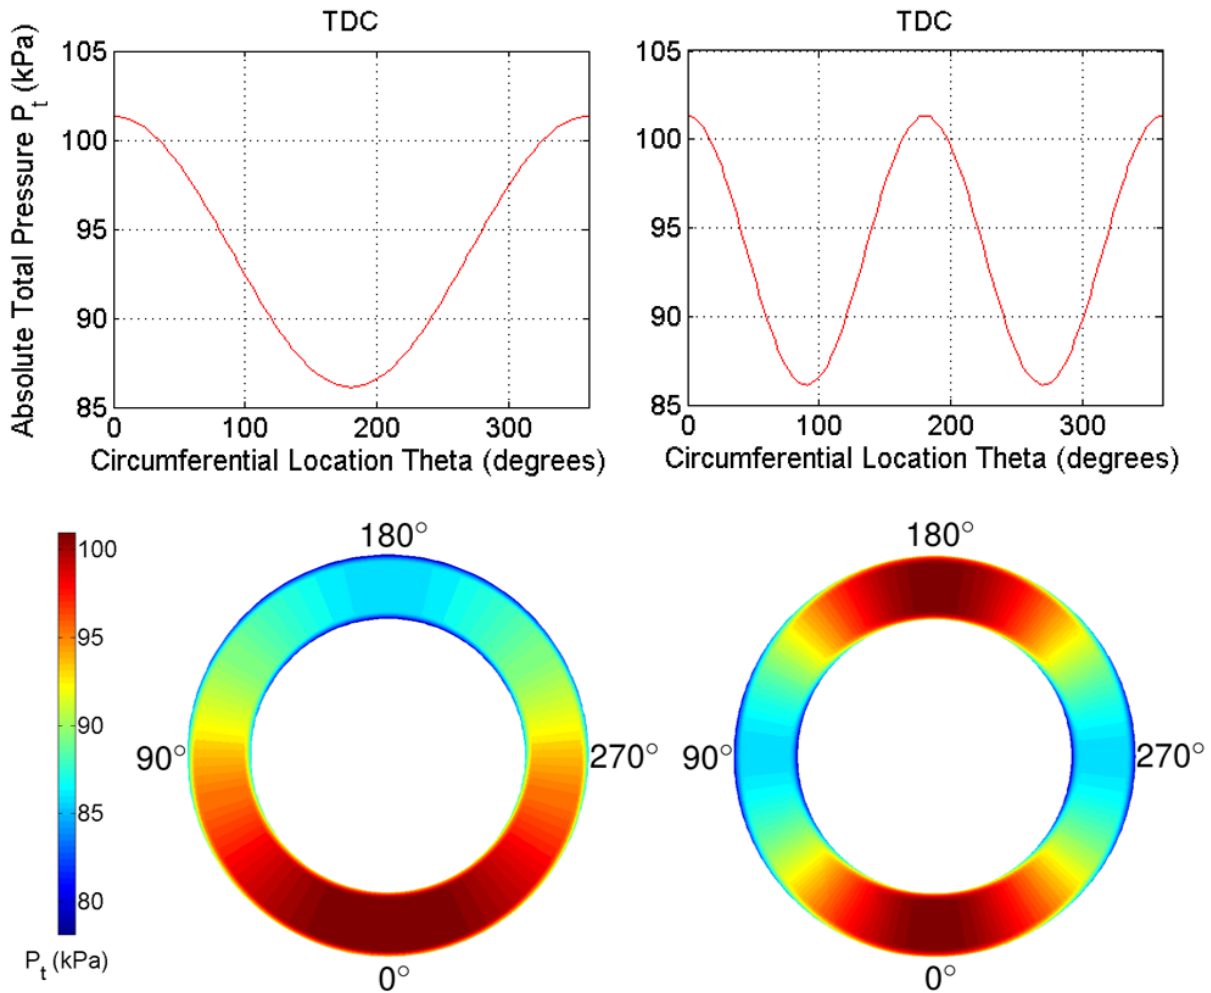 TDC
TDC
Absolute Total Pressure P_t (kPa)
105
100
95
90
85
0 100 200 300
Circumferential Location Theta (degrees)
105
100
95
90
85
0 100 200 300
Circumferential Location Theta (degrees)
100
95
90
85
80
P_t (kPa)
180°
90°
270°
0°
180°
90°
270°
0°